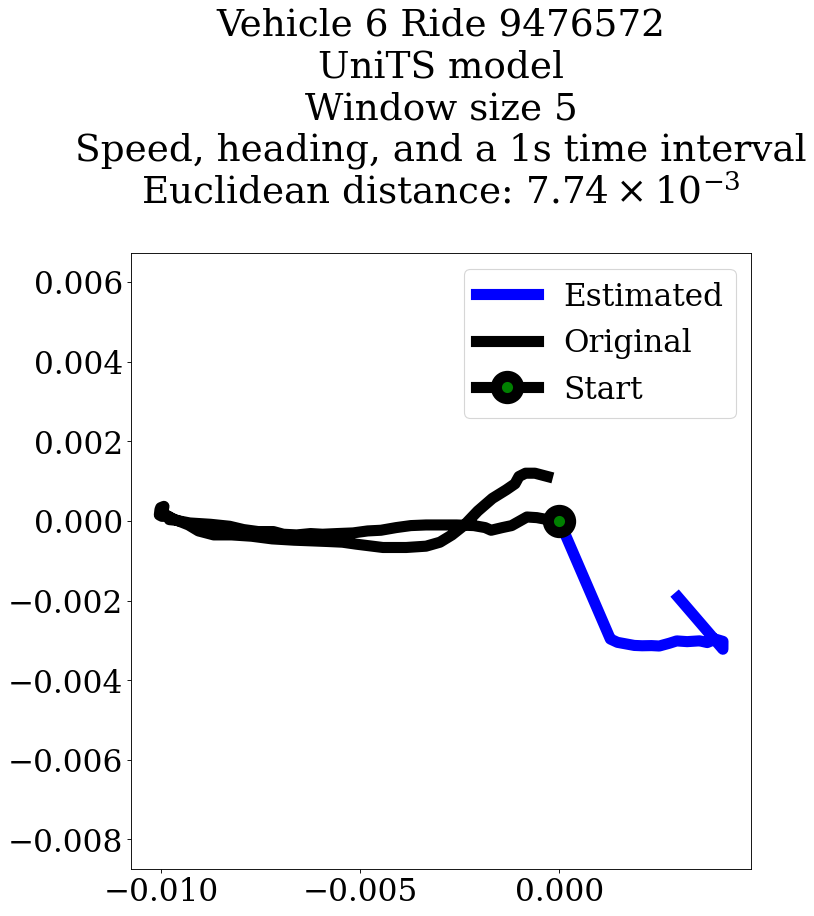 Vehicle 6 Ride 9476572
UniTS model
Window size 5
Speed, heading, and a 1s time interval
Euclidean distance: 7.74 × 10⁻³
0.006
0.004
0.002
0.000
−0.002
−0.004
−0.006
−0.008
Estimated
Original
Start
−0.010
−0.005
0.000